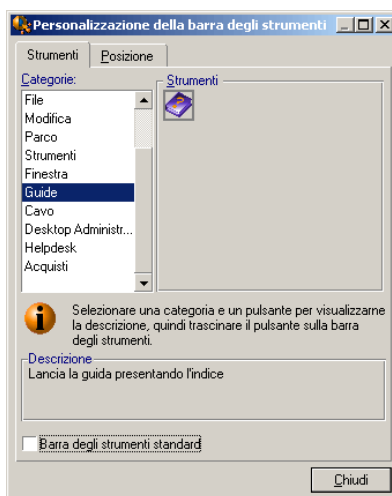 Personalizzazione della barra degli strumenti
Strumenti
Posizione
Categorie:
File
Modifica
Parco
Strumenti
Finestra
Guide
Cavo
Desktop Administr...
Helpdesk
Acquisti
Strumenti
Selezionare una categoria e un pulsante per visualizzarne
la descrizione, quindi trascinare il pulsante sulla barra
degli strumenti.
Descrizione
Lancia la guida presentando l'indice
Barra degli strumenti standard
Chiudi